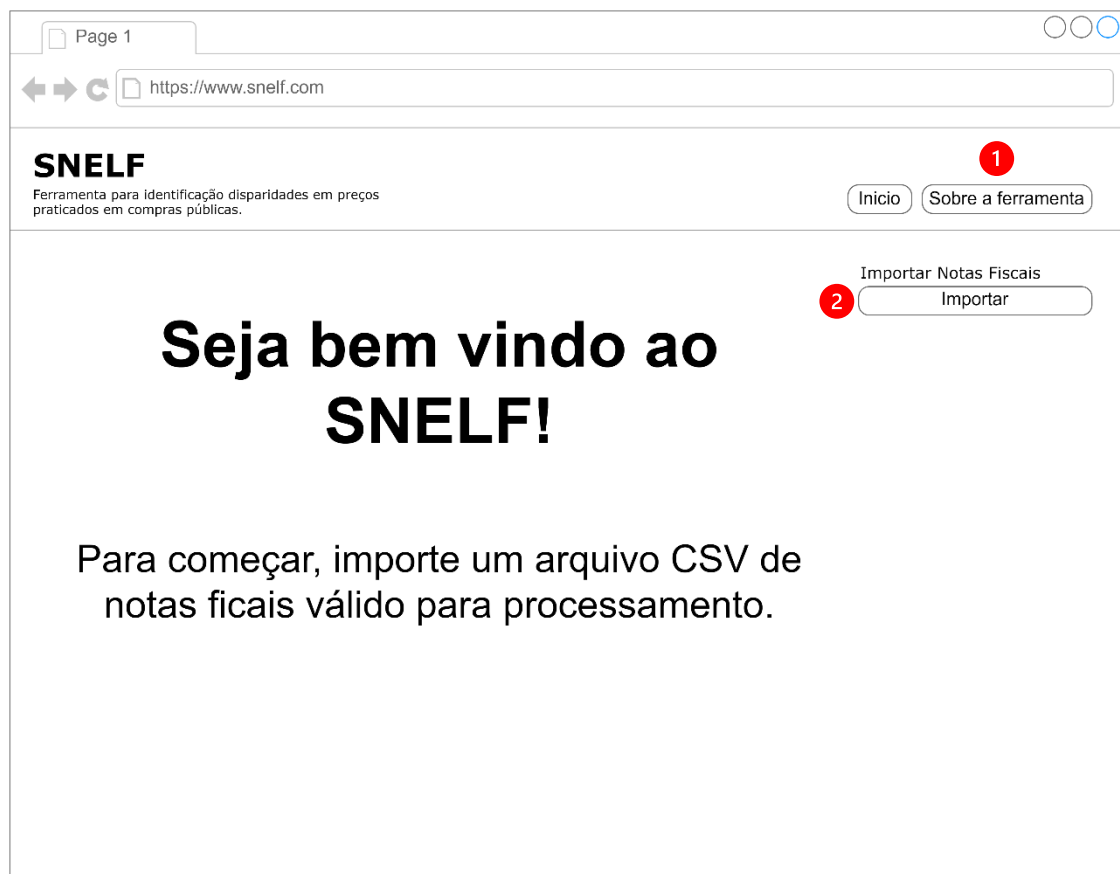 Page 1
https://www.snelf.com
SNELF
Ferramenta para identificação disparidades em preços
praticados em compras públicas.
1
Inicio
Sobre a ferramenta
Importar Notas Fiscais
2
Importar
Seja bem vindo ao
SNELF!
Para começar, importe um arquivo CSV de
notas ficais válido para processamento.